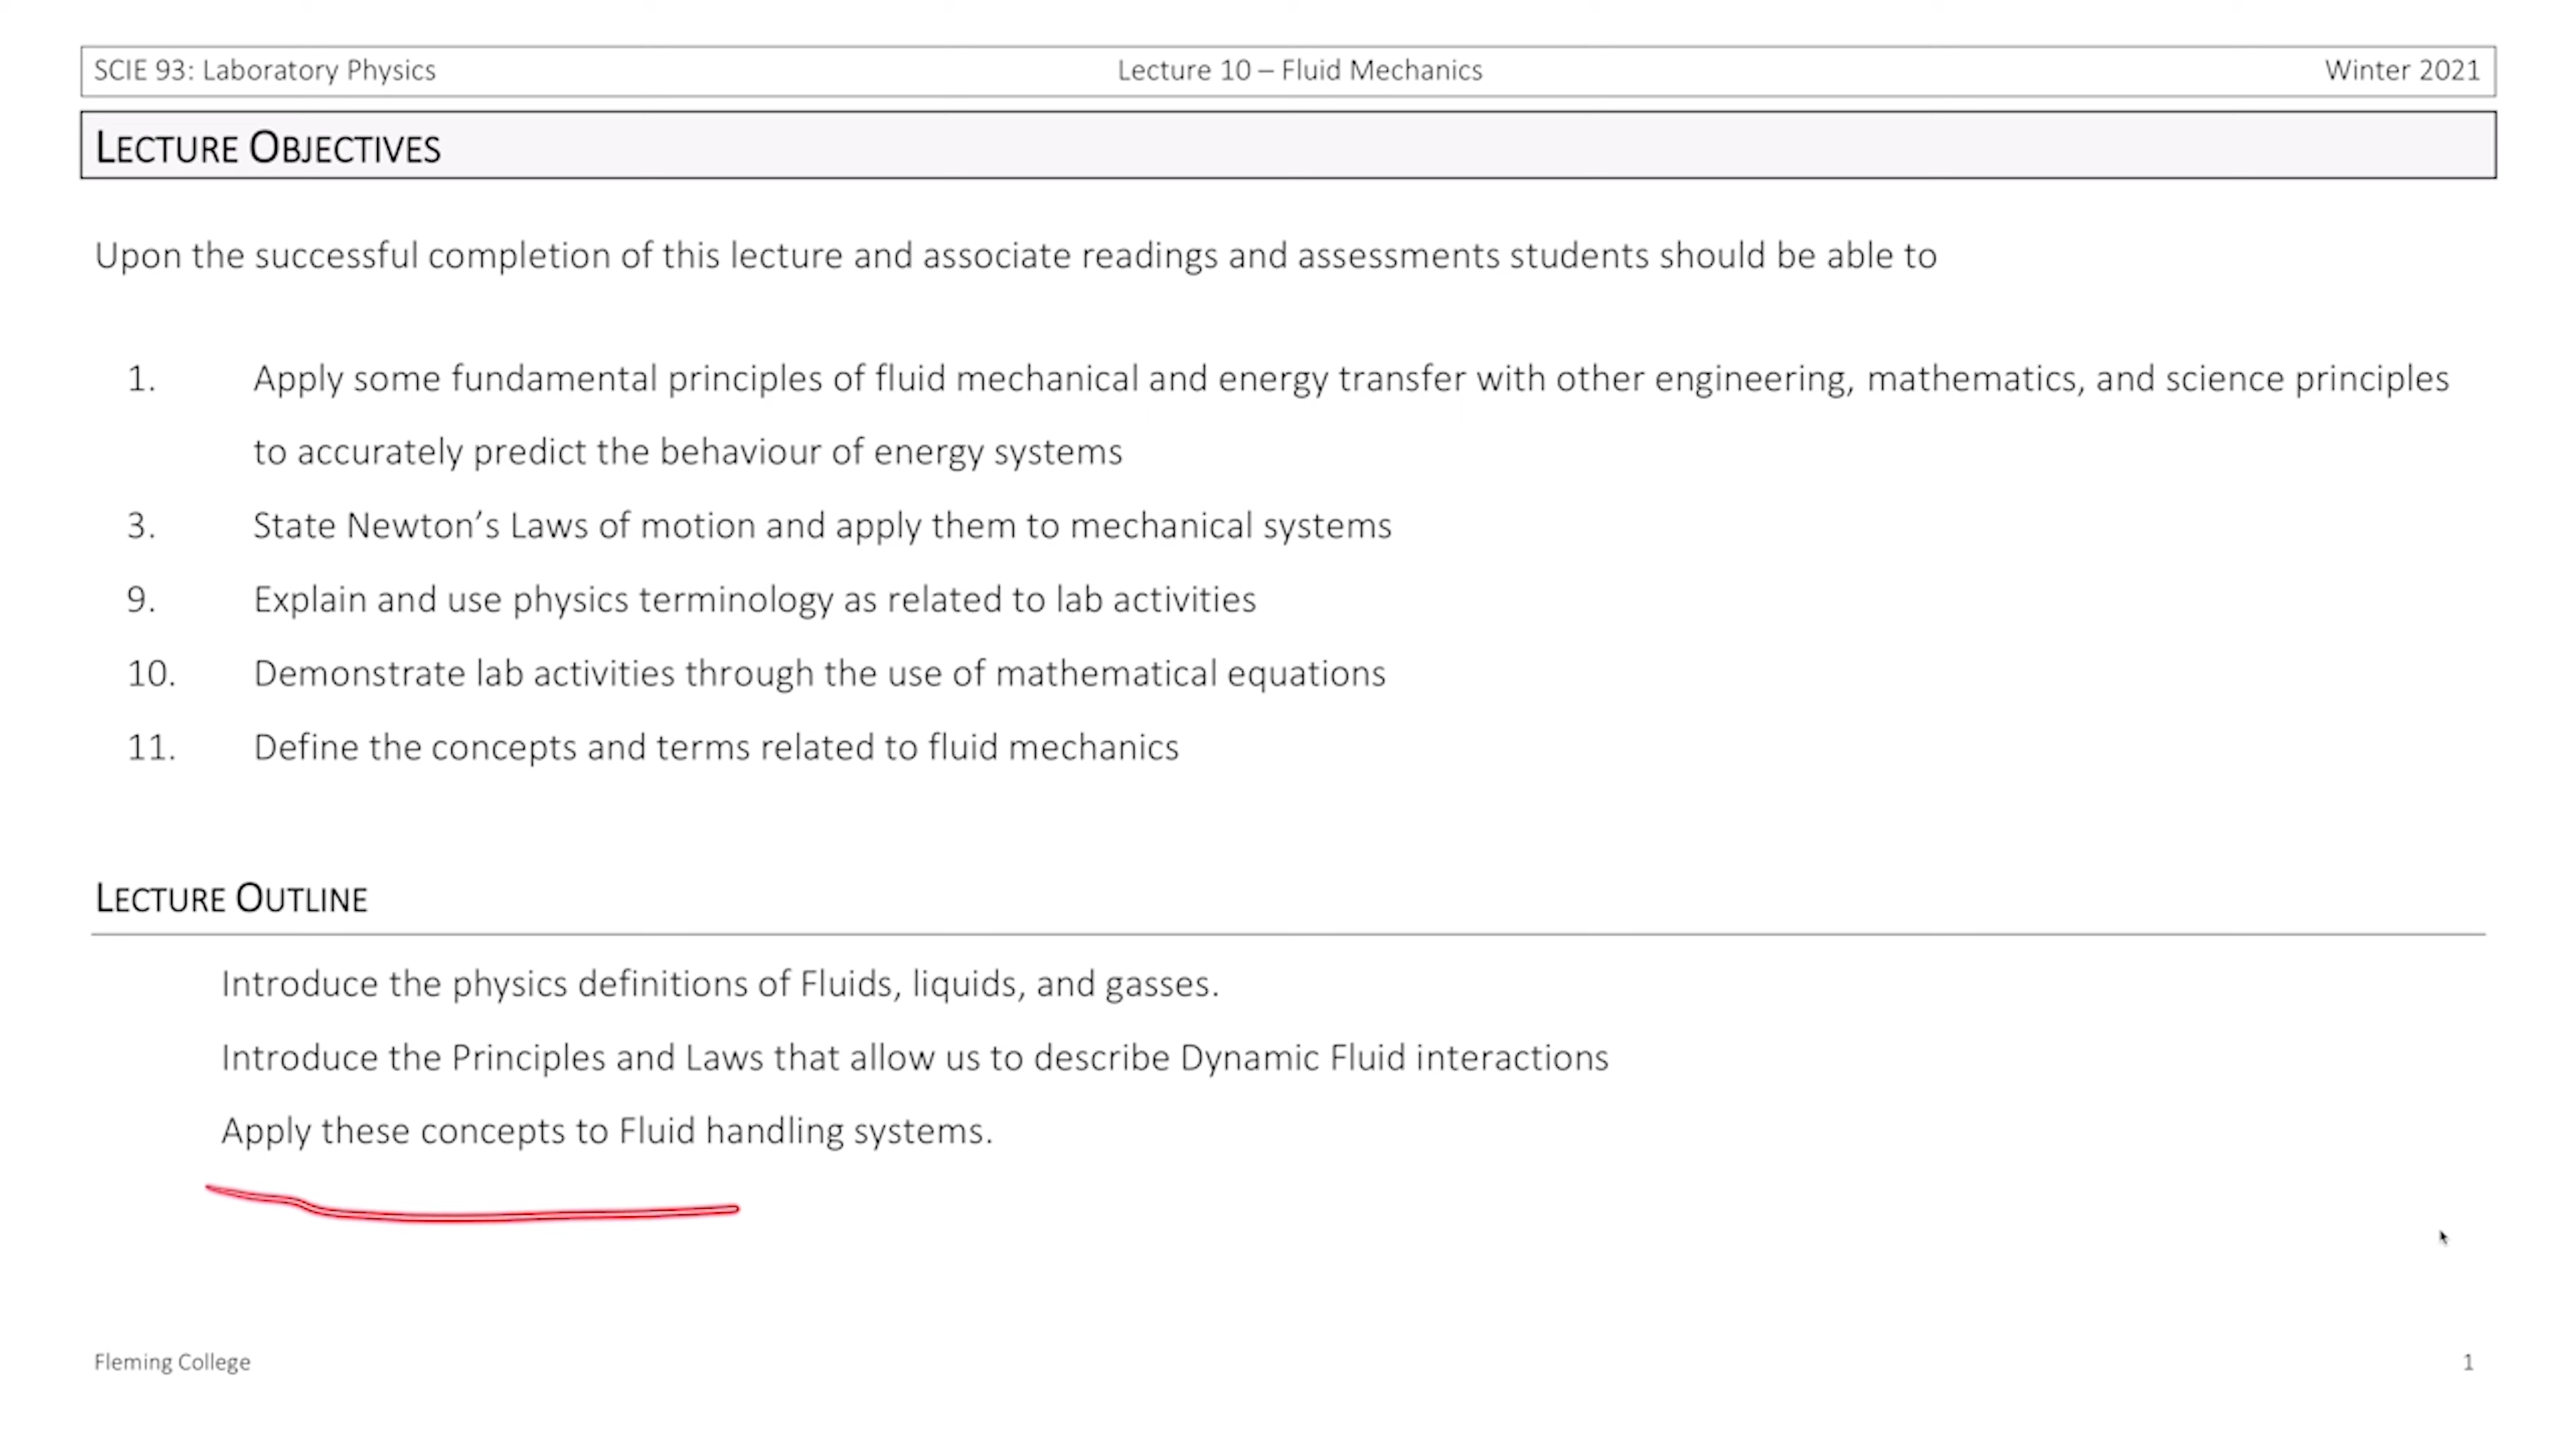 SCIE 93: Laboratory Physics
Lecture 10 – Fluid Mechanics
Winter 2021
LECTURE OBJECTIVES
Upon the successful completion of this lecture and associate readings and assessments students should be able to
1. Apply some fundamental principles of fluid mechanical and energy transfer with other engineering, mathematics, and science principles
to accurately predict the behaviour of energy systems
3. State Newton’s Laws of motion and apply them to mechanical systems
9. Explain and use physics terminology as related to lab activities
10. Demonstrate lab activities through the use of mathematical equations
11. Define the concepts and terms related to fluid mechanics
LECTURE OUTLINE
Introduce the physics definitions of Fluids, liquids, and gasses.
Introduce the Principles and Laws that allow us to describe Dynamic Fluid interactions
Apply these concepts to Fluid handling systems.
Fleming College
1